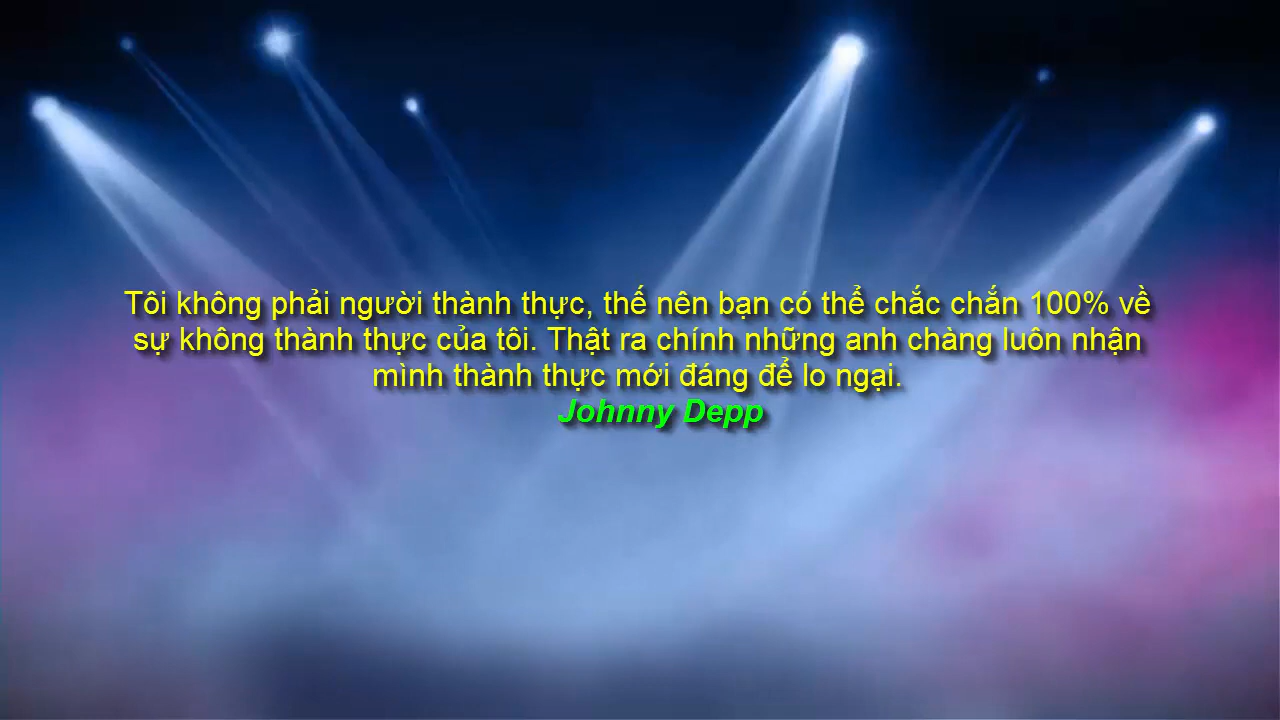 Tôi không phải người thành thực, thế nên bạn có thể chắc chắn 100% về
sự không thành thực của tôi. Thật ra chính những anh chàng luôn nhận
mình thành thực mới đáng để lo ngại.
Johnny Depp